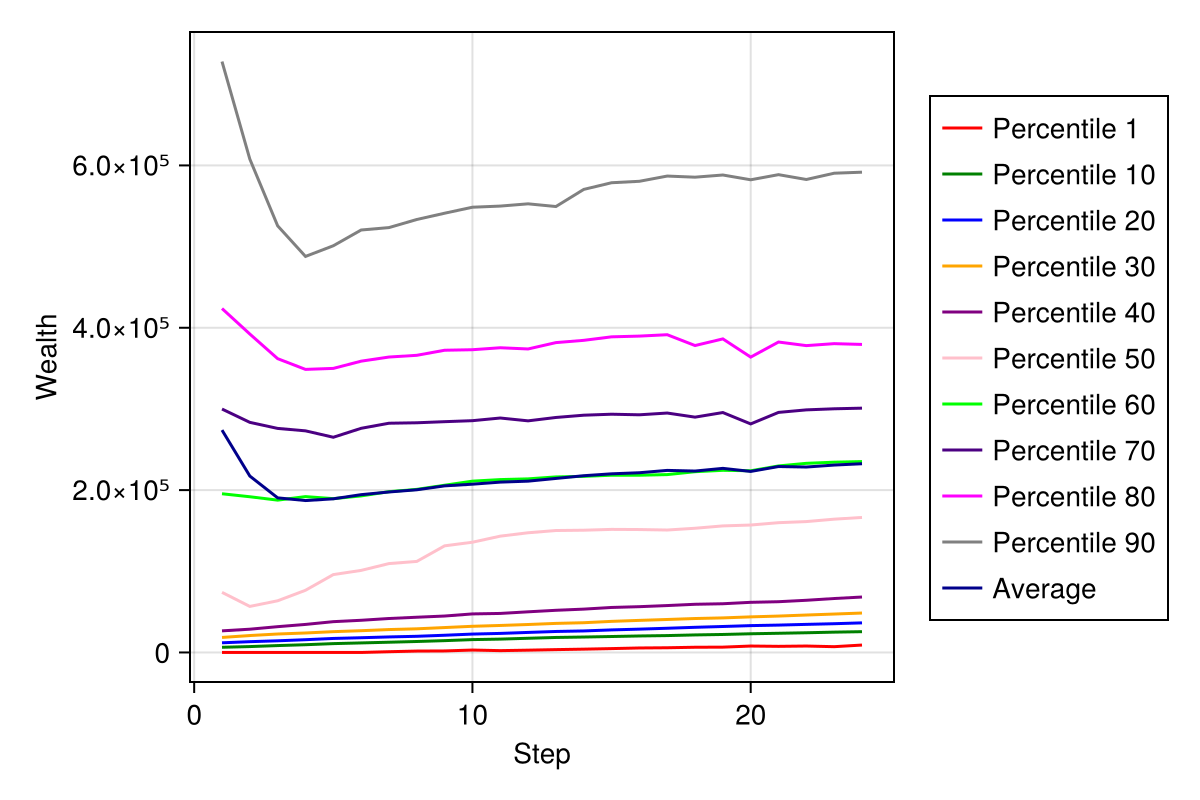 6.0×10⁵
4.0×10⁵
2.0×10⁵
0
Wealth
0 10 20
Step
Percentile 1
Percentile 10
Percentile 20
Percentile 30
Percentile 40
Percentile 50
Percentile 60
Percentile 70
Percentile 80
Percentile 90
Average